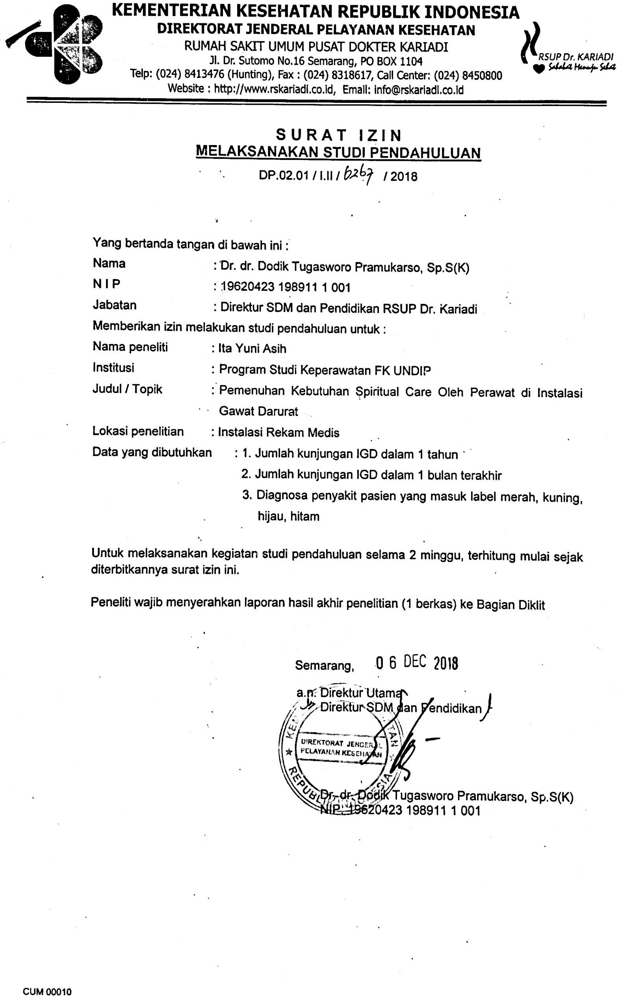 KEMENTERIAN KESEHATAN REPUBLIK INDONESIA
DIREKTORAT JENDERAL PELAYANAN KESEHATAN
RUMAH SAKIT UMUM PUSAT DOKTER KARIADI
Jl. Dr. Sutomo No.16 Semarang, PO BOX 1104
Telp: (024) 8413476 (Hunting), Fax : (024) 8318617, Call Center: (024) 8450800
Website : http://www.rskariadi.co.id, Email: info@rskariadi.co.id
RSUP Dr. KARIADI
Sahabat Menuju Sehat
SURAT IZIN
MELAKSANAKAN STUDI PENDAHULUAN
DP.02.01 / I.II / 6267 / 2018
Yang bertanda tangan di bawah ini :
Nama : Dr. dr. Dodik Tugasworo Pramukarso, Sp.S(K)
N I P : 19620423 198911 1 001
Jabatan : Direktur SDM dan Pendidikan RSUP Dr. Kariadi
Memberikan izin melakukan studi pendahuluan untuk :
Nama peneliti : Ita Yuni Asih
Institusi : Program Studi Keperawatan FK UNDIP
Judul / Topik : Pemenuhan Kebutuhan Spiritual Care Oleh Perawat di Instalasi
Gawat Darurat
Lokasi penelitian : Instalasi Rekam Medis
Data yang dibutuhkan : 1. Jumlah kunjungan IGD dalam 1 tahun
2. Jumlah kunjungan IGD dalam 1 bulan terakhir
3. Diagnosa penyakit pasien yang masuk label merah, kuning,
hijau, hitam
Untuk melaksanakan kegiatan studi pendahuluan selama 2 minggu, terhitung mulai sejak
diterbitkannya surat izin ini.
Peneliti wajib menyerahkan laporan hasil akhir penelitian (1 berkas) ke Bagian Diklit
Semarang, 06 DEC 2018
a.n. Direktur Utama
Direktur SDM dan Pendidikan
DIREKTORAT JENDERAL
PELAYANAN KESEHATAN
REPUBLIK INDONESIA
Dr. dr. Dodik Tugasworo Pramukarso, Sp.S(K)
NIP. 19620423 198911 1 001
CUM 00010